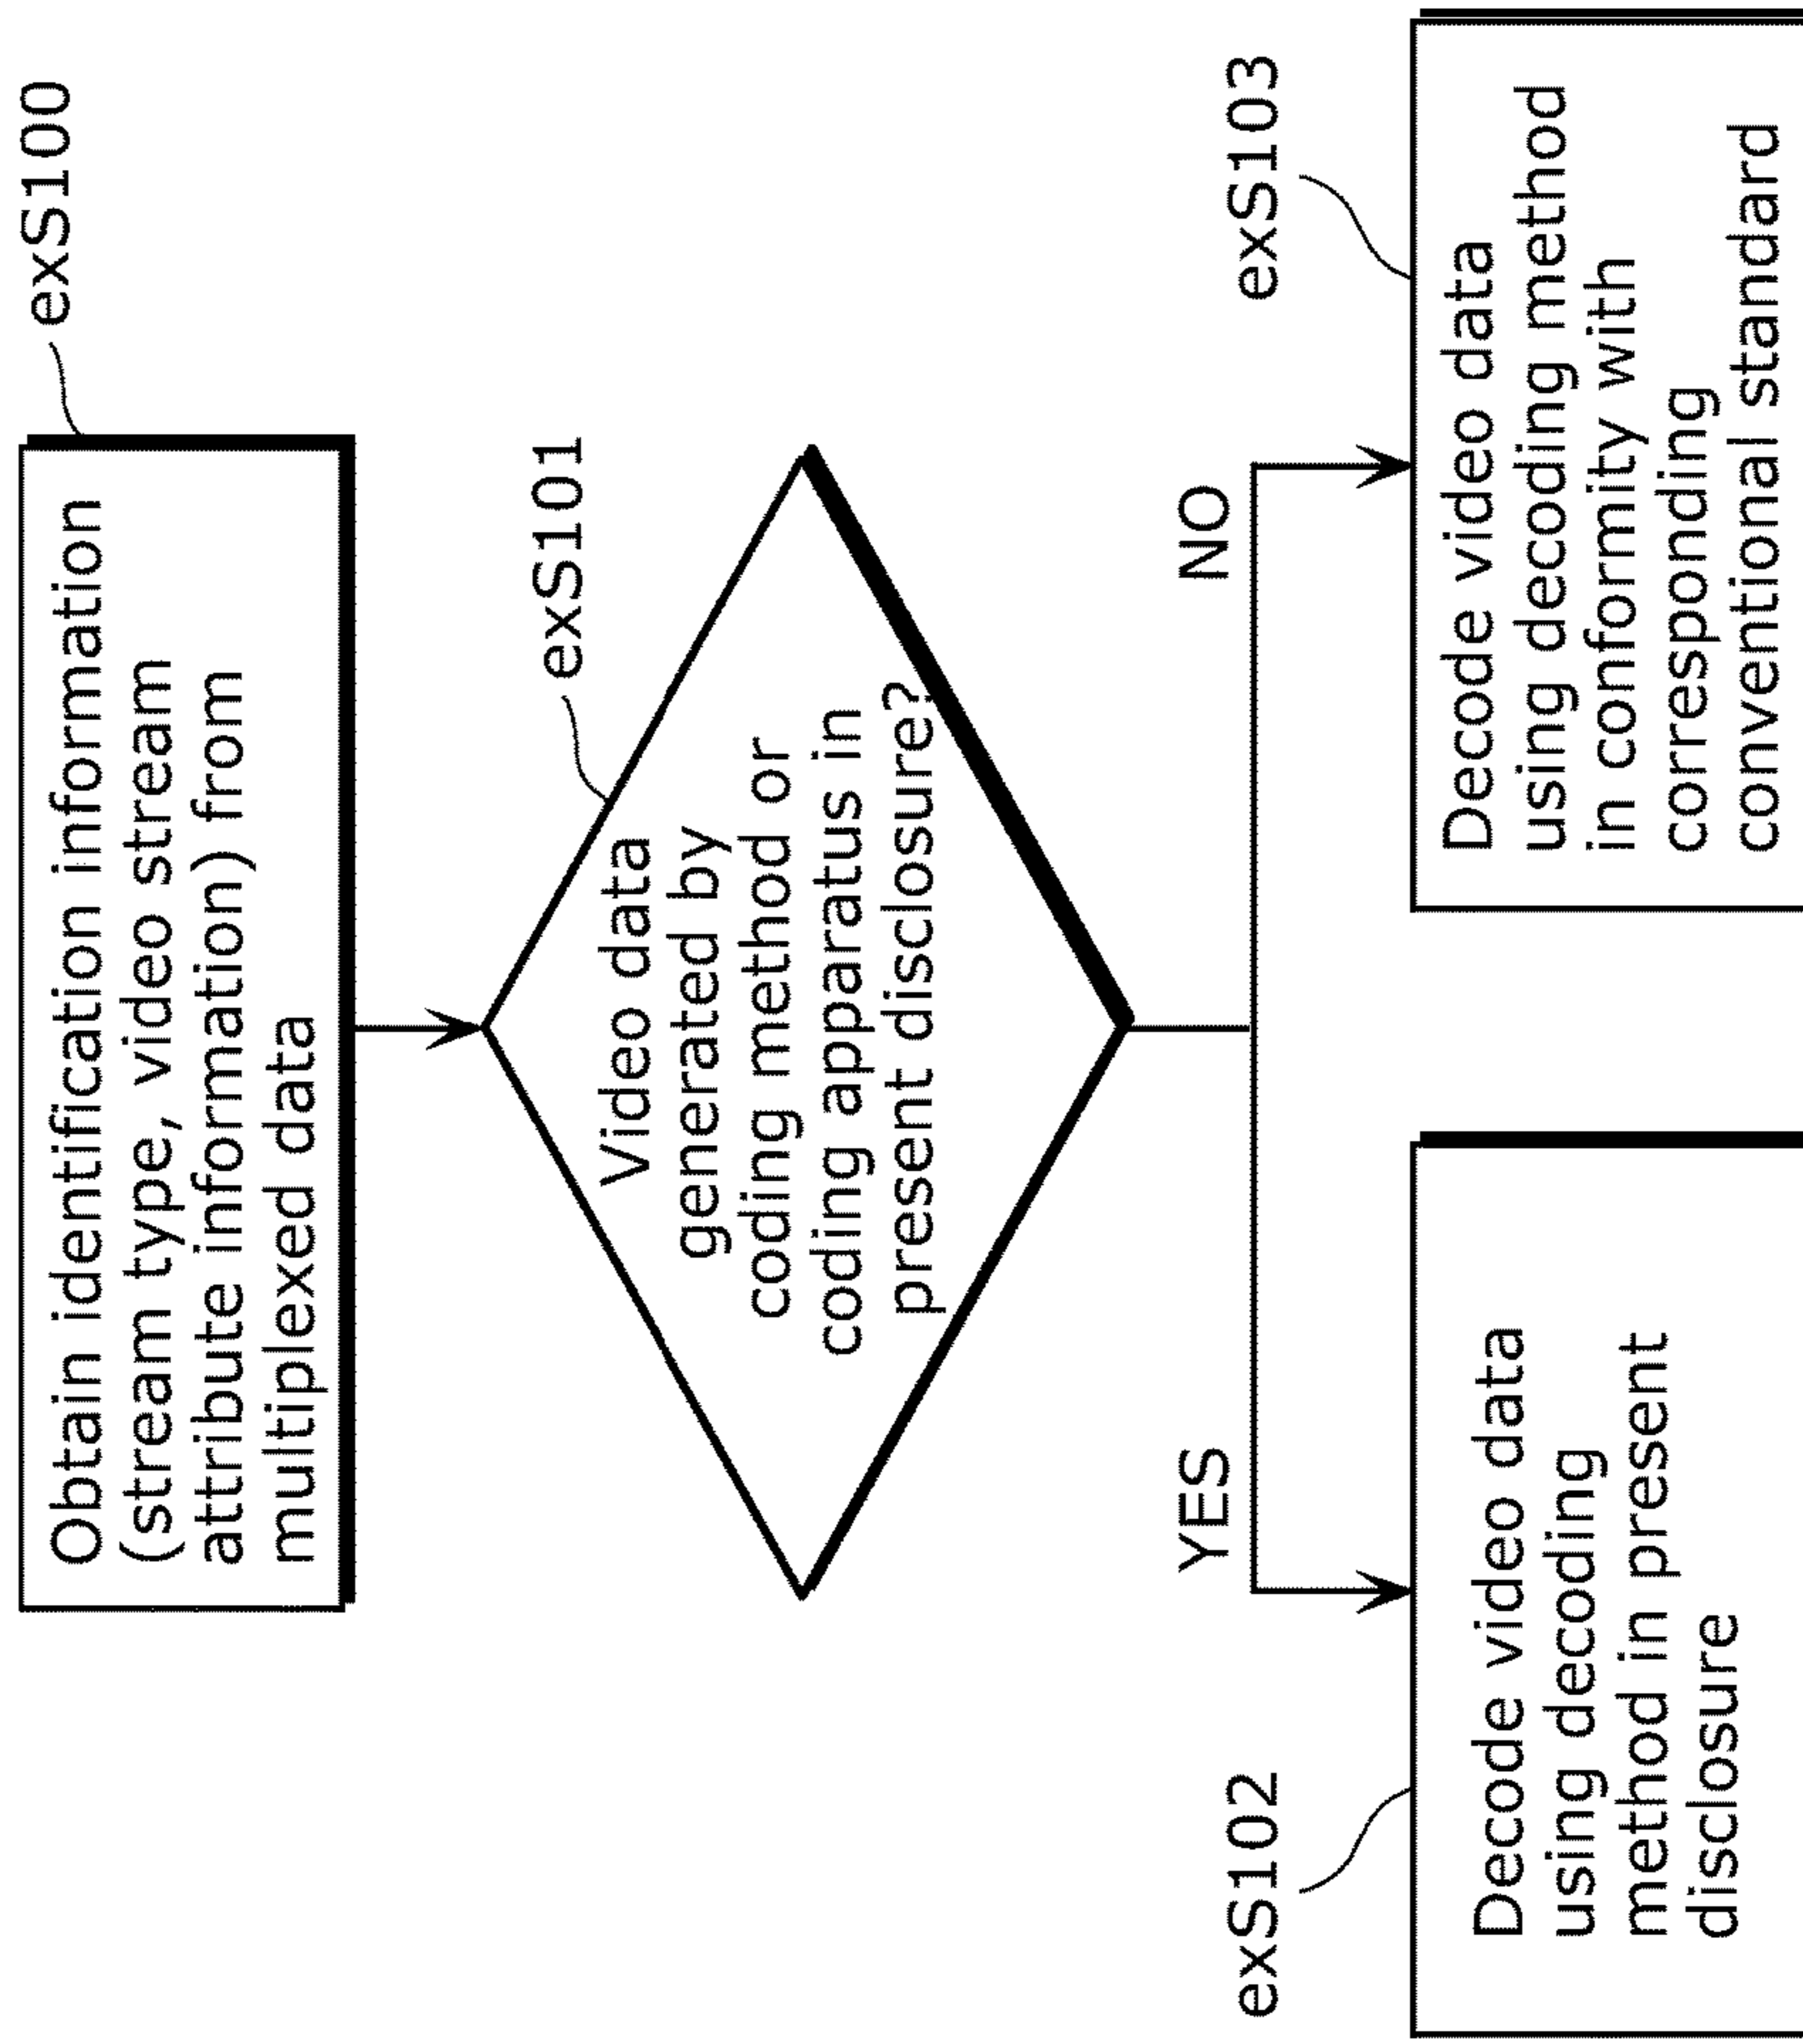 exS100
Obtain identification information
(stream type, video stream
attribute information) from
multiplexed data
exS101
Video data
generated by
coding method or
coding apparatus in
present disclosure?
YES
NO
exS102
Decode video data
using decoding
method in present
disclosure
exS103
Decode video data
using decoding method
in conformity with
corresponding
conventional standard